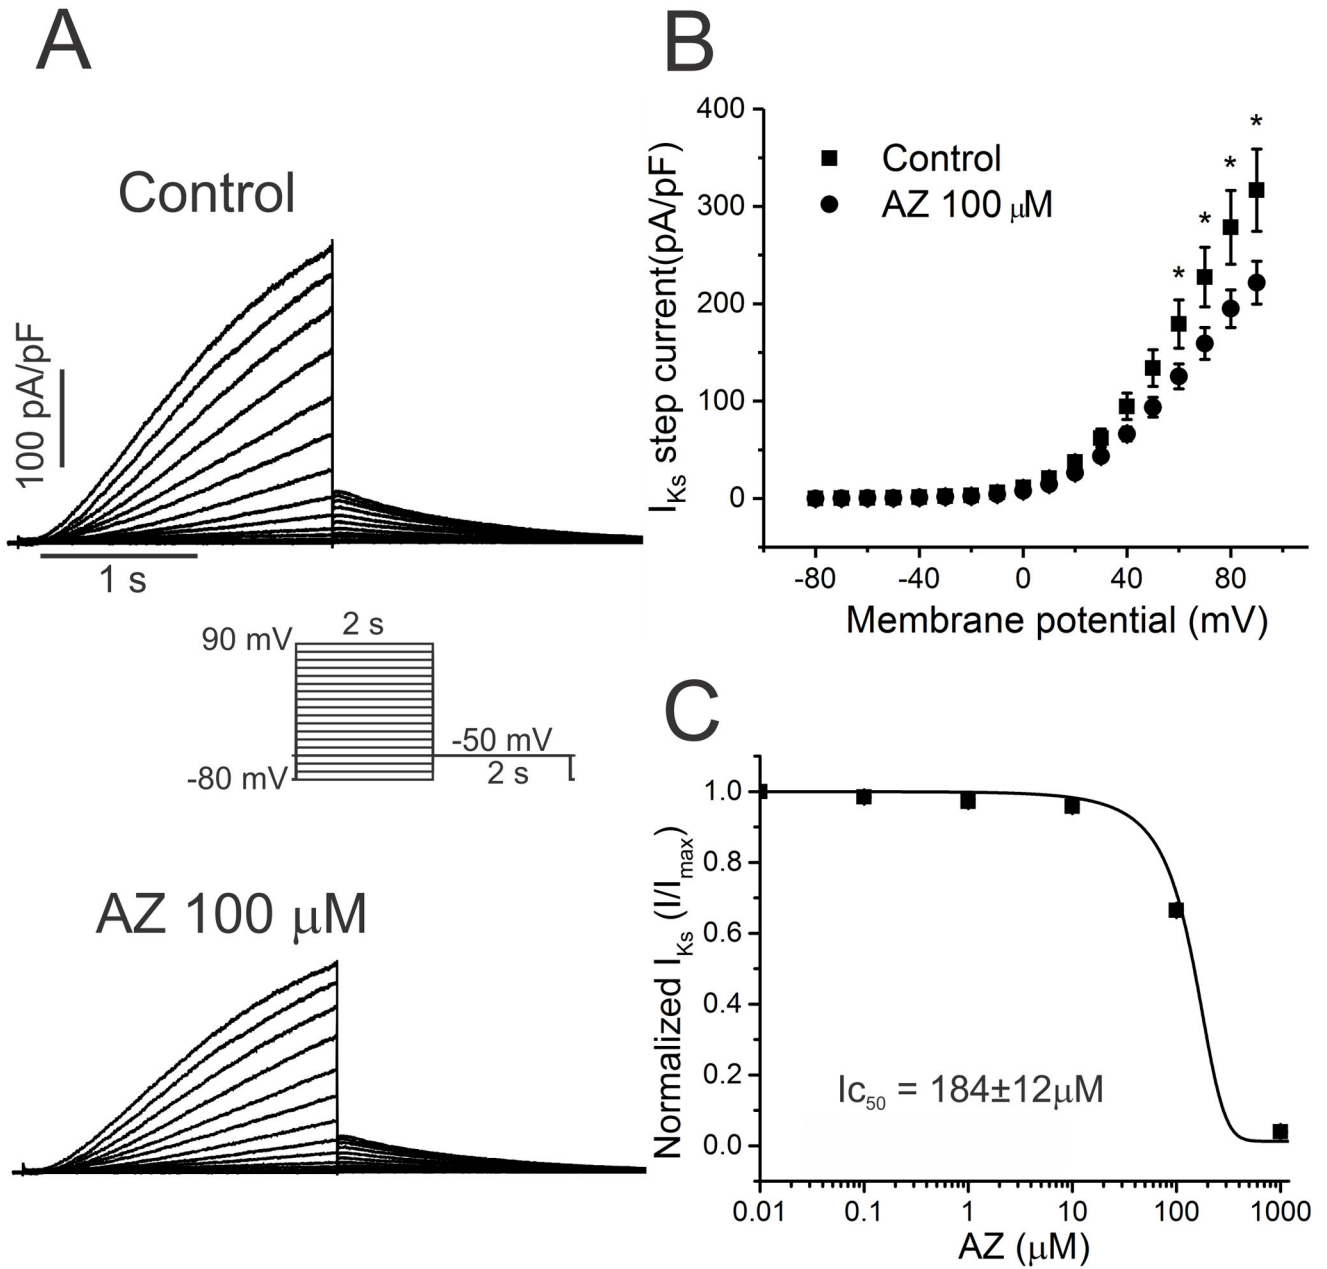 A
Control
100 pA/pF
1 s
90 mV
2 s
-50 mV
-80 mV
2 s
AZ 100 μM
B
400
300
200
100
0
-80
-40
0
40
80
I_Ks step current(pA/pF)
Membrane potential (mV)
Control
AZ 100 μM
*
*
*
*
C
1.0
0.8
0.6
0.4
0.2
0.0
0.01
0.1
1
10
100
1000
Normalized I_Ks (I/I_max)
AZ (μM)
Ic_50 = 184±12μM